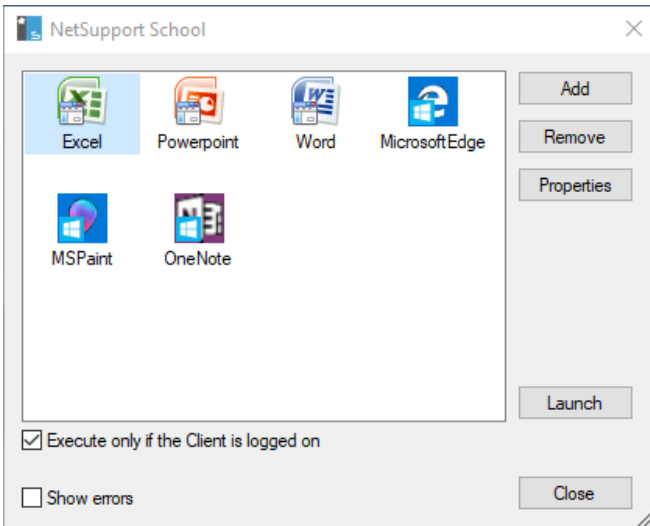 NetSupport School
Excel
Powerpoint
Word
MicrosoftEdge
MSPaint
OneNote
Add
Remove
Properties
Launch
Execute only if the Client is logged on
Show errors
Close